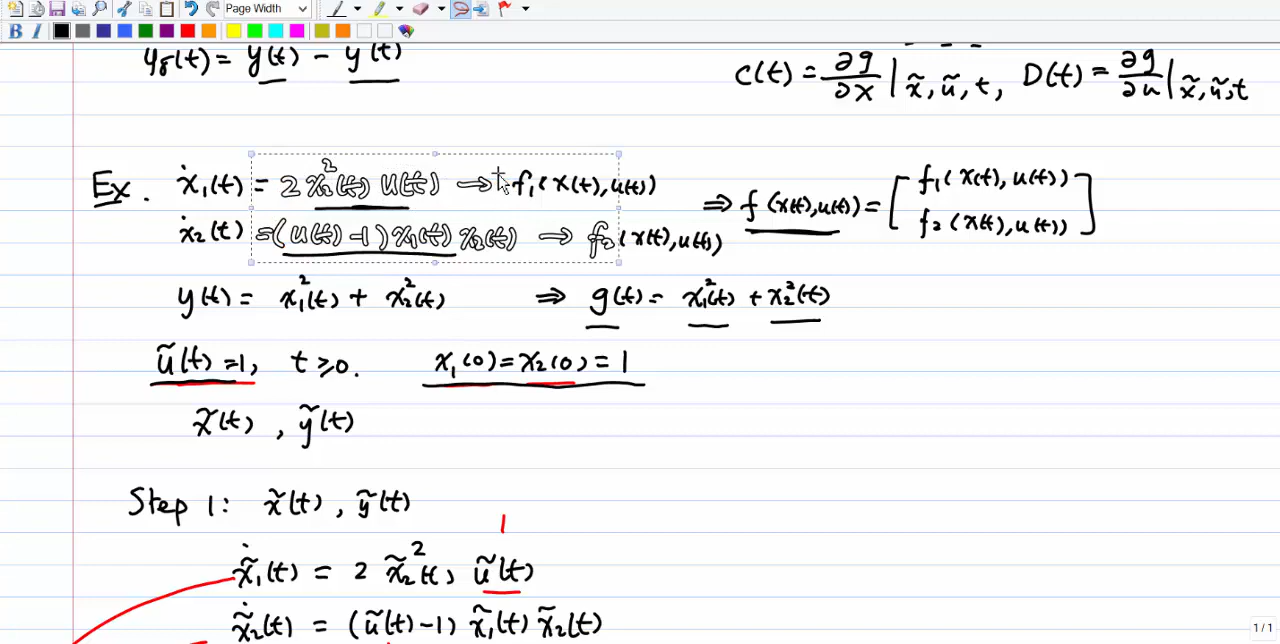 Page Width
B I
y_δ(t) = y(t) − ỹ(t)
C(t) = ∂g/∂x | x̃, ũ, t, D(t) = ∂g/∂u | x̃, ũ, t
Ex. ẋ₁(t) = 2 x₂²(t) u(t) → f₁(x(t), u(t))
ẋ₂(t) = (u(t) − 1) x₁(t) x₂(t) → f₂(x(t), u(t))
⇒ f(x(t), u(t)) = [ f₁(x(t), u(t))
f₂(x(t), u(t)) ]
y(t) = x₁²(t) + x₂²(t) ⇒ g(t) = x₁²(t) + x₂²(t)
ũ(t) = 1, t ⩾ 0. x₁(0) = x₂(0) = 1
x̃(t) , ỹ(t)
Step 1: x̃(t) , ỹ(t)
1
x̃̇₁(t) = 2 x̃₂²(t) ũ(t)
x̃̇₂(t) = (ũ(t) − 1) x̃₁(t) x̃₂(t)
1 / 1